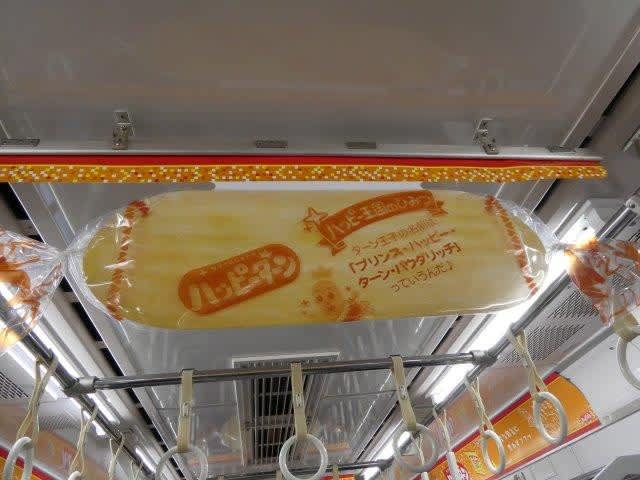 ハッピーターン
ハッピー王国のひみつ
ターン王子の名前は
「プリンス・ハッピー・
ターン・パウダリッチ」
っていうんだ♪